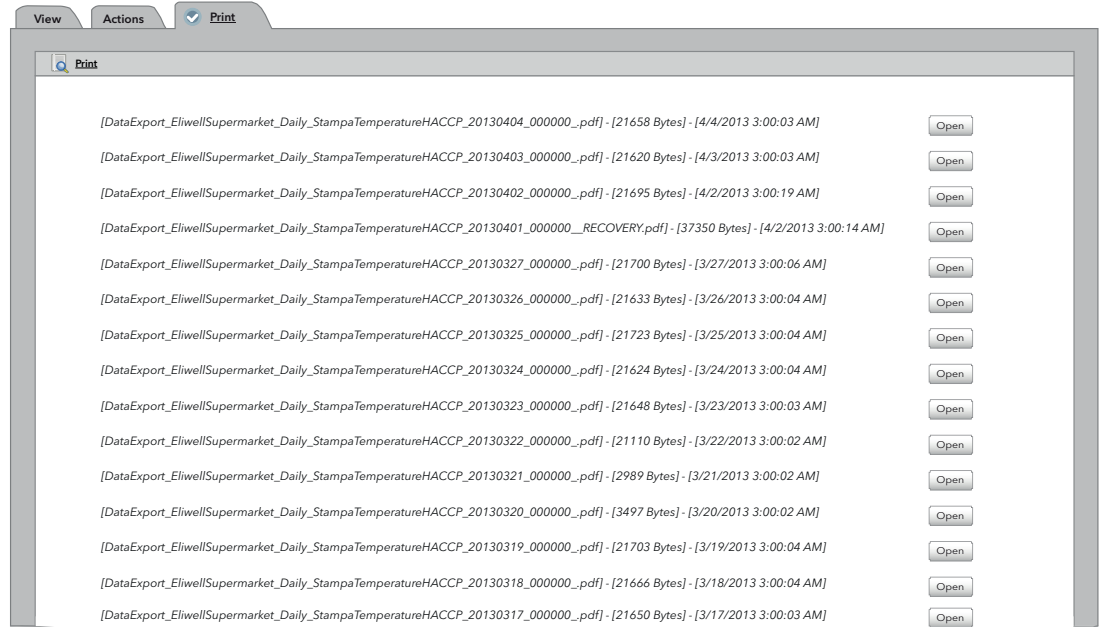 View Actions Print
Print
[DataExport_EliwellSupermarket_Daily_StampaTemperatureHACCP_20130404_000000_.pdf] - [21658 Bytes] - [4/4/2013 3:00:03 AM] Open
[DataExport_EliwellSupermarket_Daily_StampaTemperatureHACCP_20130403_000000_.pdf] - [21620 Bytes] - [4/3/2013 3:00:03 AM] Open
[DataExport_EliwellSupermarket_Daily_StampaTemperatureHACCP_20130402_000000_.pdf] - [21695 Bytes] - [4/2/2013 3:00:19 AM] Open
[DataExport_EliwellSupermarket_Daily_StampaTemperatureHACCP_20130401_000000__RECOVERY.pdf] - [37350 Bytes] - [4/2/2013 3:00:14 AM] Open
[DataExport_EliwellSupermarket_Daily_StampaTemperatureHACCP_20130327_000000_.pdf] - [21700 Bytes] - [3/27/2013 3:00:06 AM] Open
[DataExport_EliwellSupermarket_Daily_StampaTemperatureHACCP_20130326_000000_.pdf] - [21633 Bytes] - [3/26/2013 3:00:04 AM] Open
[DataExport_EliwellSupermarket_Daily_StampaTemperatureHACCP_20130325_000000_.pdf] - [21723 Bytes] - [3/25/2013 3:00:04 AM] Open
[DataExport_EliwellSupermarket_Daily_StampaTemperatureHACCP_20130324_000000_.pdf] - [21624 Bytes] - [3/24/2013 3:00:04 AM] Open
[DataExport_EliwellSupermarket_Daily_StampaTemperatureHACCP_20130323_000000_.pdf] - [21648 Bytes] - [3/23/2013 3:00:03 AM] Open
[DataExport_EliwellSupermarket_Daily_StampaTemperatureHACCP_20130322_000000_.pdf] - [21110 Bytes] - [3/22/2013 3:00:02 AM] Open
[DataExport_EliwellSupermarket_Daily_StampaTemperatureHACCP_20130321_000000_.pdf] - [2989 Bytes] - [3/21/2013 3:00:02 AM] Open
[DataExport_EliwellSupermarket_Daily_StampaTemperatureHACCP_20130320_000000_.pdf] - [3497 Bytes] - [3/20/2013 3:00:02 AM] Open
[DataExport_EliwellSupermarket_Daily_StampaTemperatureHACCP_20130319_000000_.pdf] - [21703 Bytes] - [3/19/2013 3:00:04 AM] Open
[DataExport_EliwellSupermarket_Daily_StampaTemperatureHACCP_20130318_000000_.pdf] - [21666 Bytes] - [3/18/2013 3:00:04 AM] Open
[DataExport_EliwellSupermarket_Daily_StampaTemperatureHACCP_20130317_000000_.pdf] - [21650 Bytes] - [3/17/2013 3:00:03 AM] Open